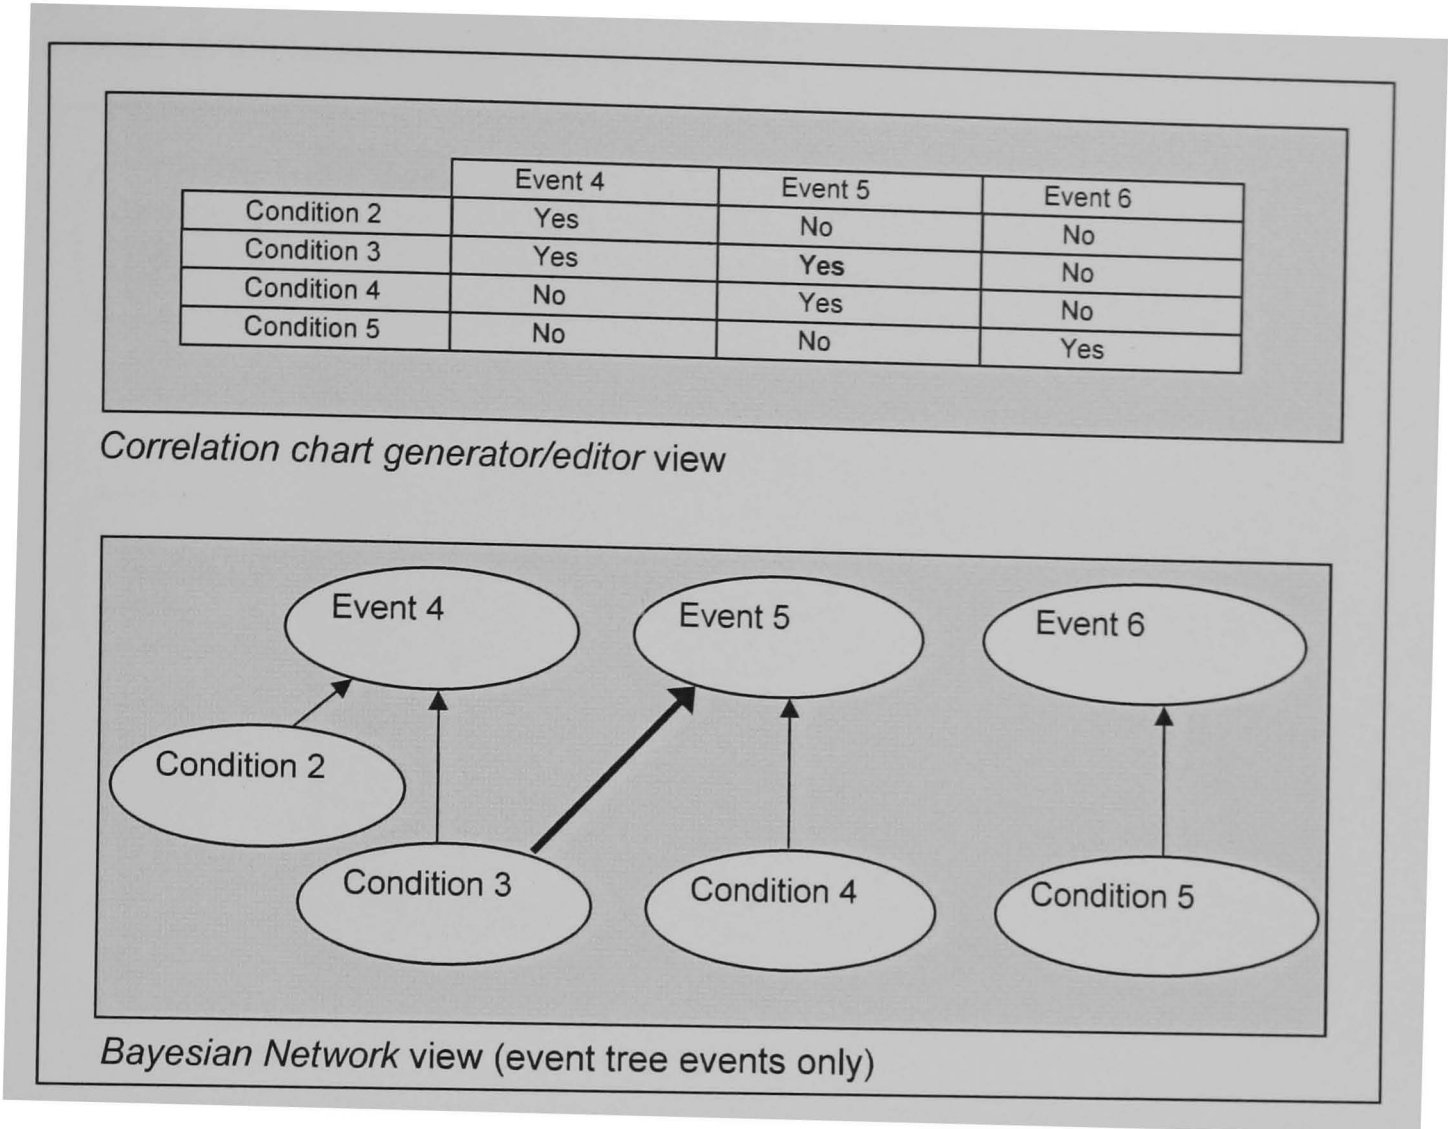 Event 4 Event 5 Event 6
Condition 2 Yes No No
Condition 3 Yes Yes No
Condition 4 No Yes No
Condition 5 No No Yes
Correlation chart generator/editor view
Event 4 Event 5 Event 6
Condition 2
Condition 3 Condition 4 Condition 5
Bayesian Network view (event tree events only)